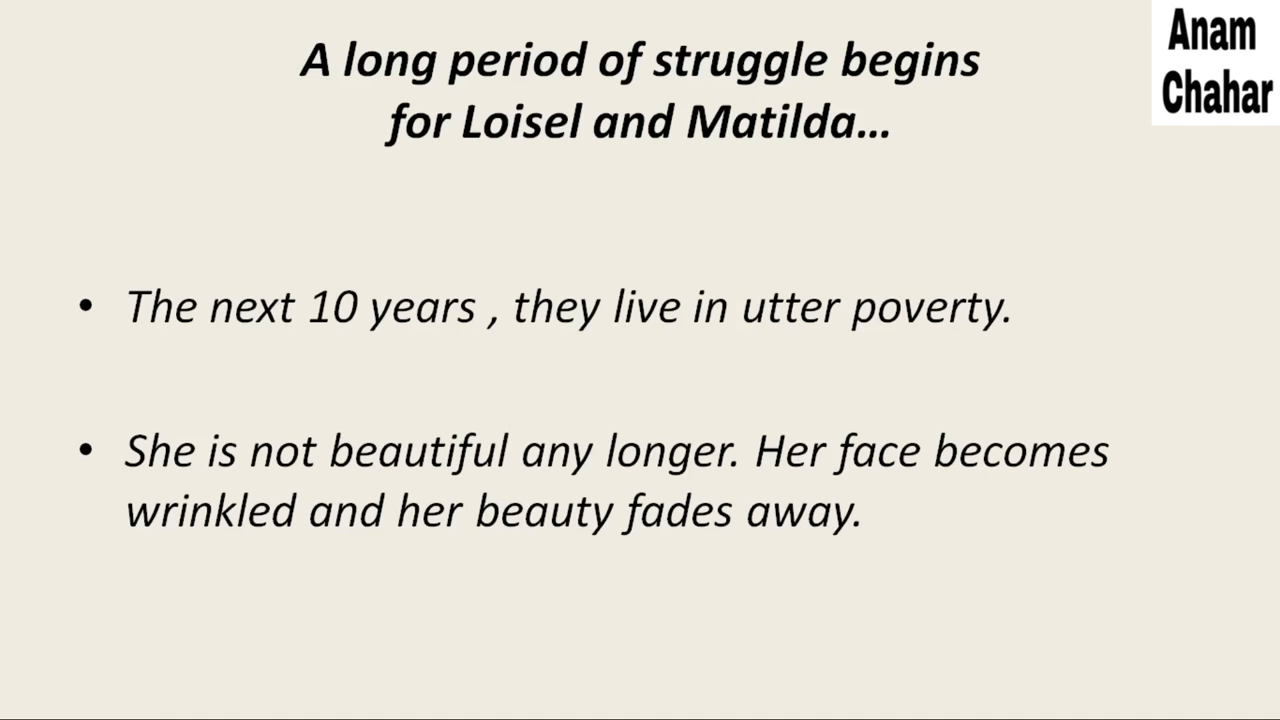 A long period of struggle begins
for Loisel and Matilda...
Anam
Chahar
• The next 10 years , they live in utter poverty.
• She is not beautiful any longer. Her face becomes
wrinkled and her beauty fades away.